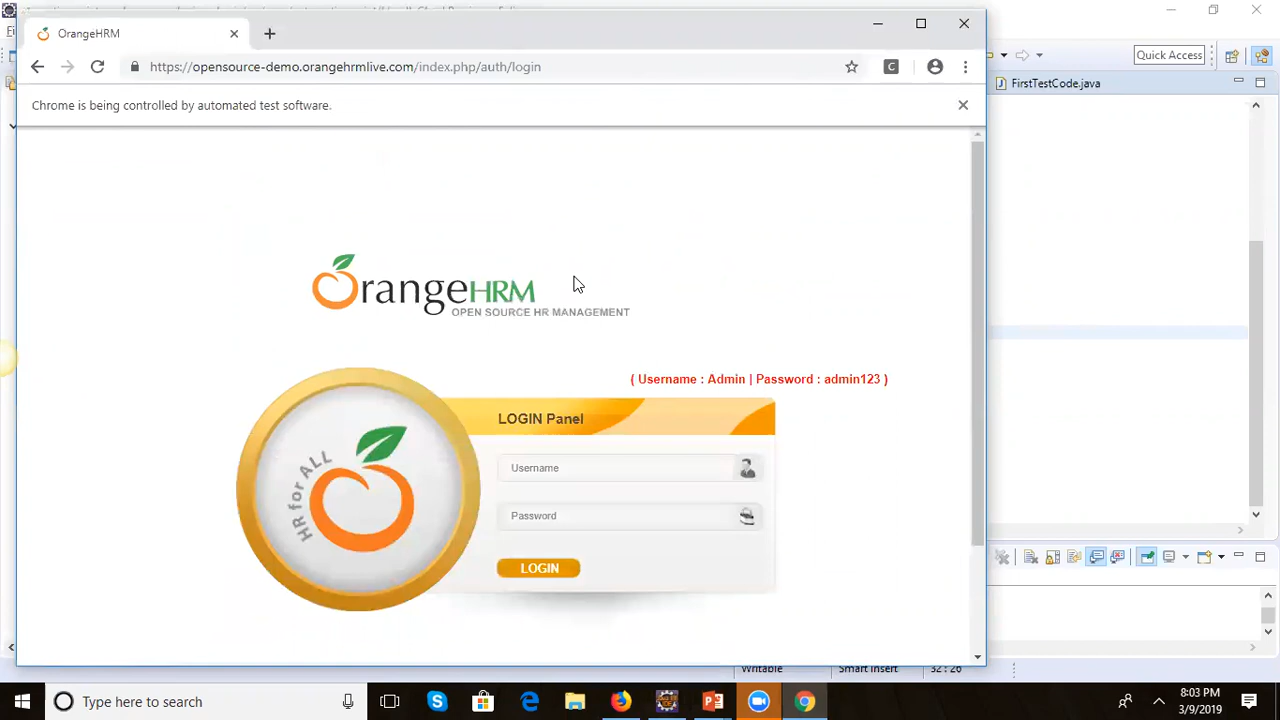 OrangeHRM
https://opensource-demo.orangehrmlive.com/index.php/auth/login
Quick Access
FirstTestCode.java
Chrome is being controlled by automated test software.
OrangeHRM
OPEN SOURCE HR MANAGEMENT
( Username : Admin | Password : admin123 )
LOGIN Panel
HR for ALL
Username
Password
LOGIN
Writable
Smart Insert
32 : 26
Type here to search
8:03 PM
3/9/2019